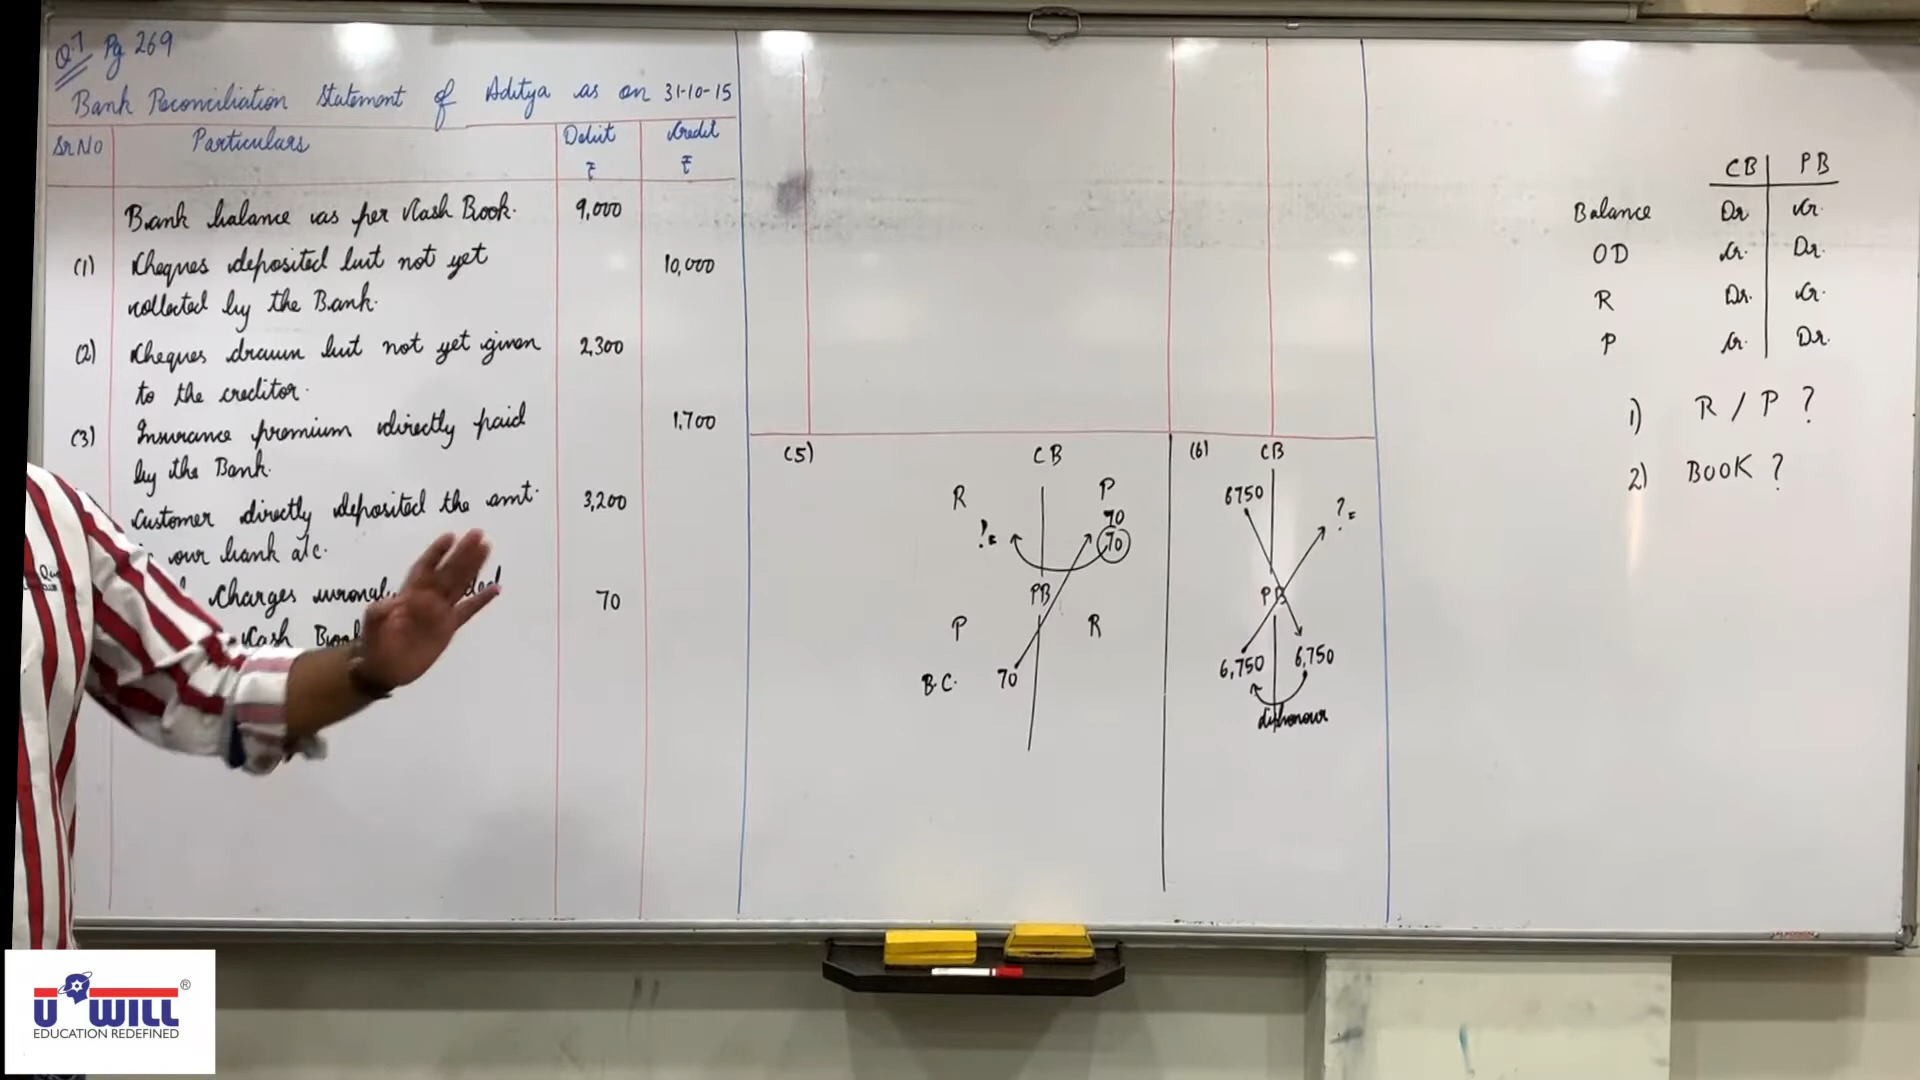 Q.7 Pg 269
Bank Reconciliation Statement of Aditya as on 31-10-15
Sr No Particulars Debit ₹ Credit ₹
Bank balance as per Cash Book. 9,000
(1) Cheques deposited but not yet 10,000
collected by the Bank.
(2) Cheques drawn but not yet given 2,300
to the creditor.
(3) Insurance premium directly paid 1,700
by the Bank.
Customer directly deposited the amt. 3,200
our bank a/c.
Charges 70
Cash Book
(5) CB
R P
70
?= 70
PB
P R
B.C. 70
(6) CB
6750 ?=
PB
6,750 6,750
dishonour
CB PB
Balance Dr Cr.
OD Cr. Dr.
R Dr. Cr.
P Cr. Dr.
1) R / P ?
2) BOOK ?
U WILL ®
EDUCATION REDEFINED